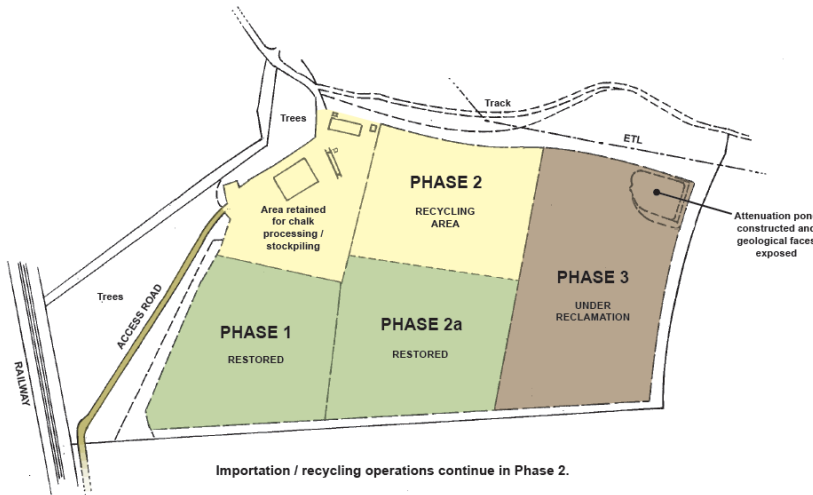 Track
Trees
ETL
PHASE 2
RECYCLING
AREA
Area retained
for chalk
processing /
stockpiling
Attenuation pon
constructed and
geological faces
exposed
PHASE 3
UNDER
RECLAMATION
Trees
ACCESS ROAD
PHASE 1
RESTORED
PHASE 2a
RESTORED
RAILWAY
Importation / recycling operations continue in Phase 2.